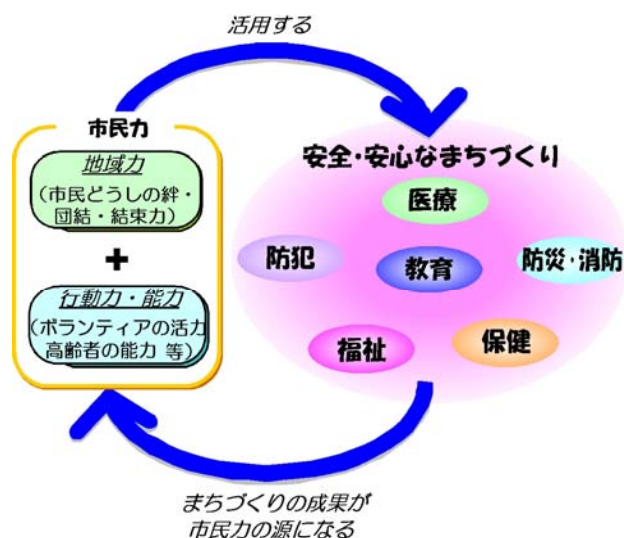 活用する
市民力
地域力
(市民どうしの絆・
団結・結束力)
+
行動力・能力
(ボランティアの活力
高齢者の能力 等)
安全・安心なまちづくり
医療
防犯
教育
防災・消防
福祉
保健
まちづくりの成果が
市民力の源になる